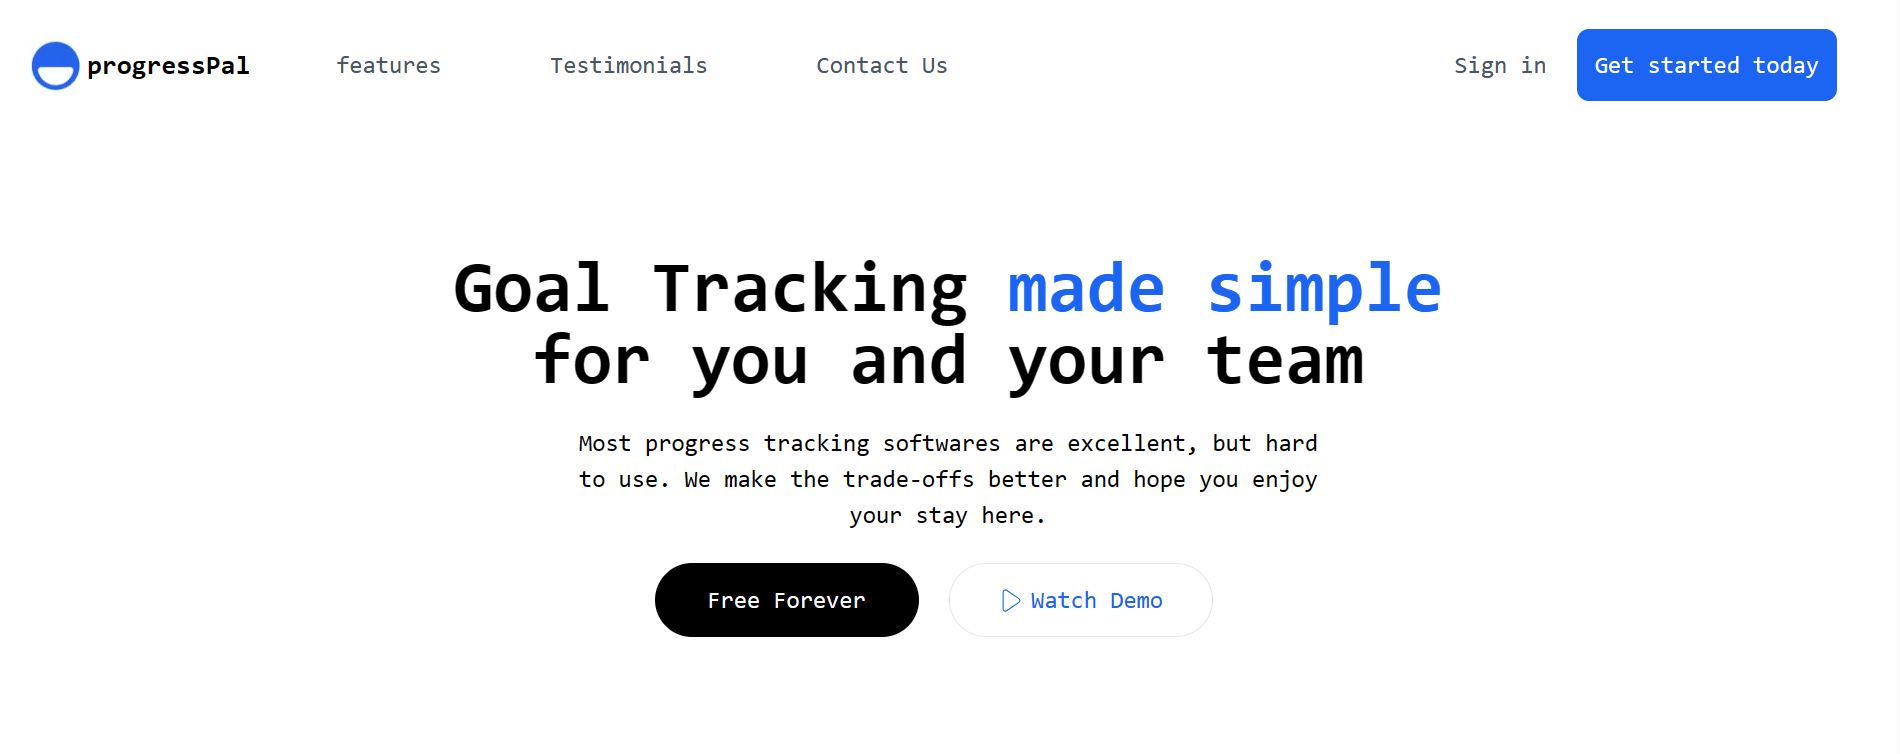 progressPal
features
Testimonials
Contact Us
Sign in
Get started today
Goal Tracking made simple
for you and your team
Most progress tracking softwares are excellent, but hard
to use. We make the trade-offs better and hope you enjoy
your stay here.
Free Forever
Watch Demo